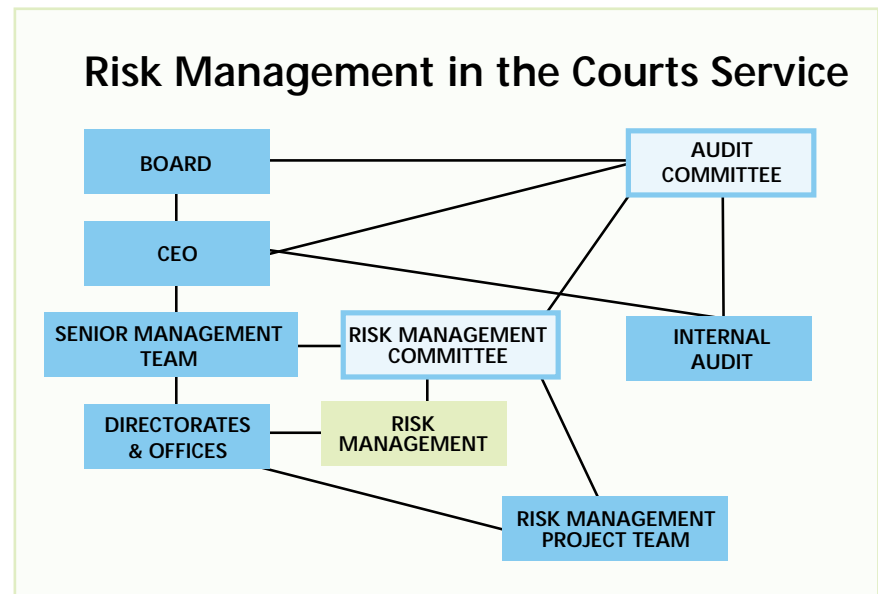 Risk Management in the Courts Service
BOARD
AUDIT
COMMITTEE
CEO
SENIOR MANAGEMENT
TEAM
RISK MANAGEMENT
COMMITTEE
INTERNAL
AUDIT
DIRECTORATES
& OFFICES
RISK
MANAGEMENT
RISK MANAGEMENT
PROJECT TEAM